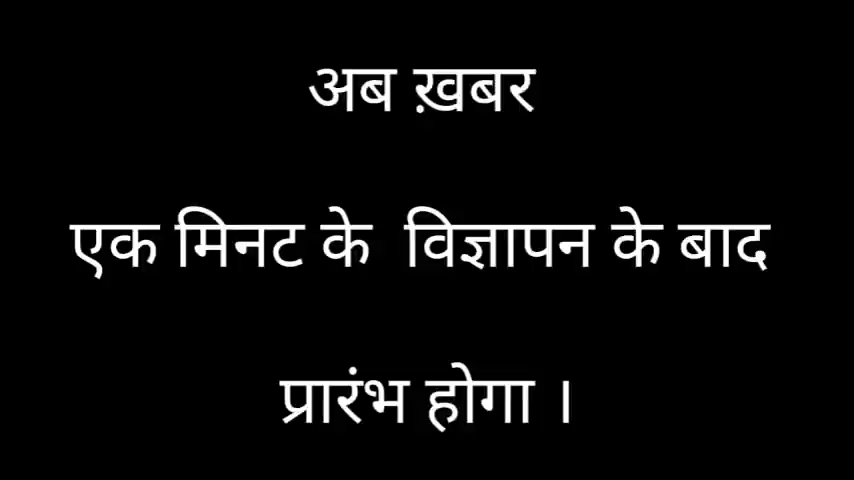 अब ख़बर
एक मिनट के विज्ञापन के बाद
प्रारंभ होगा ।